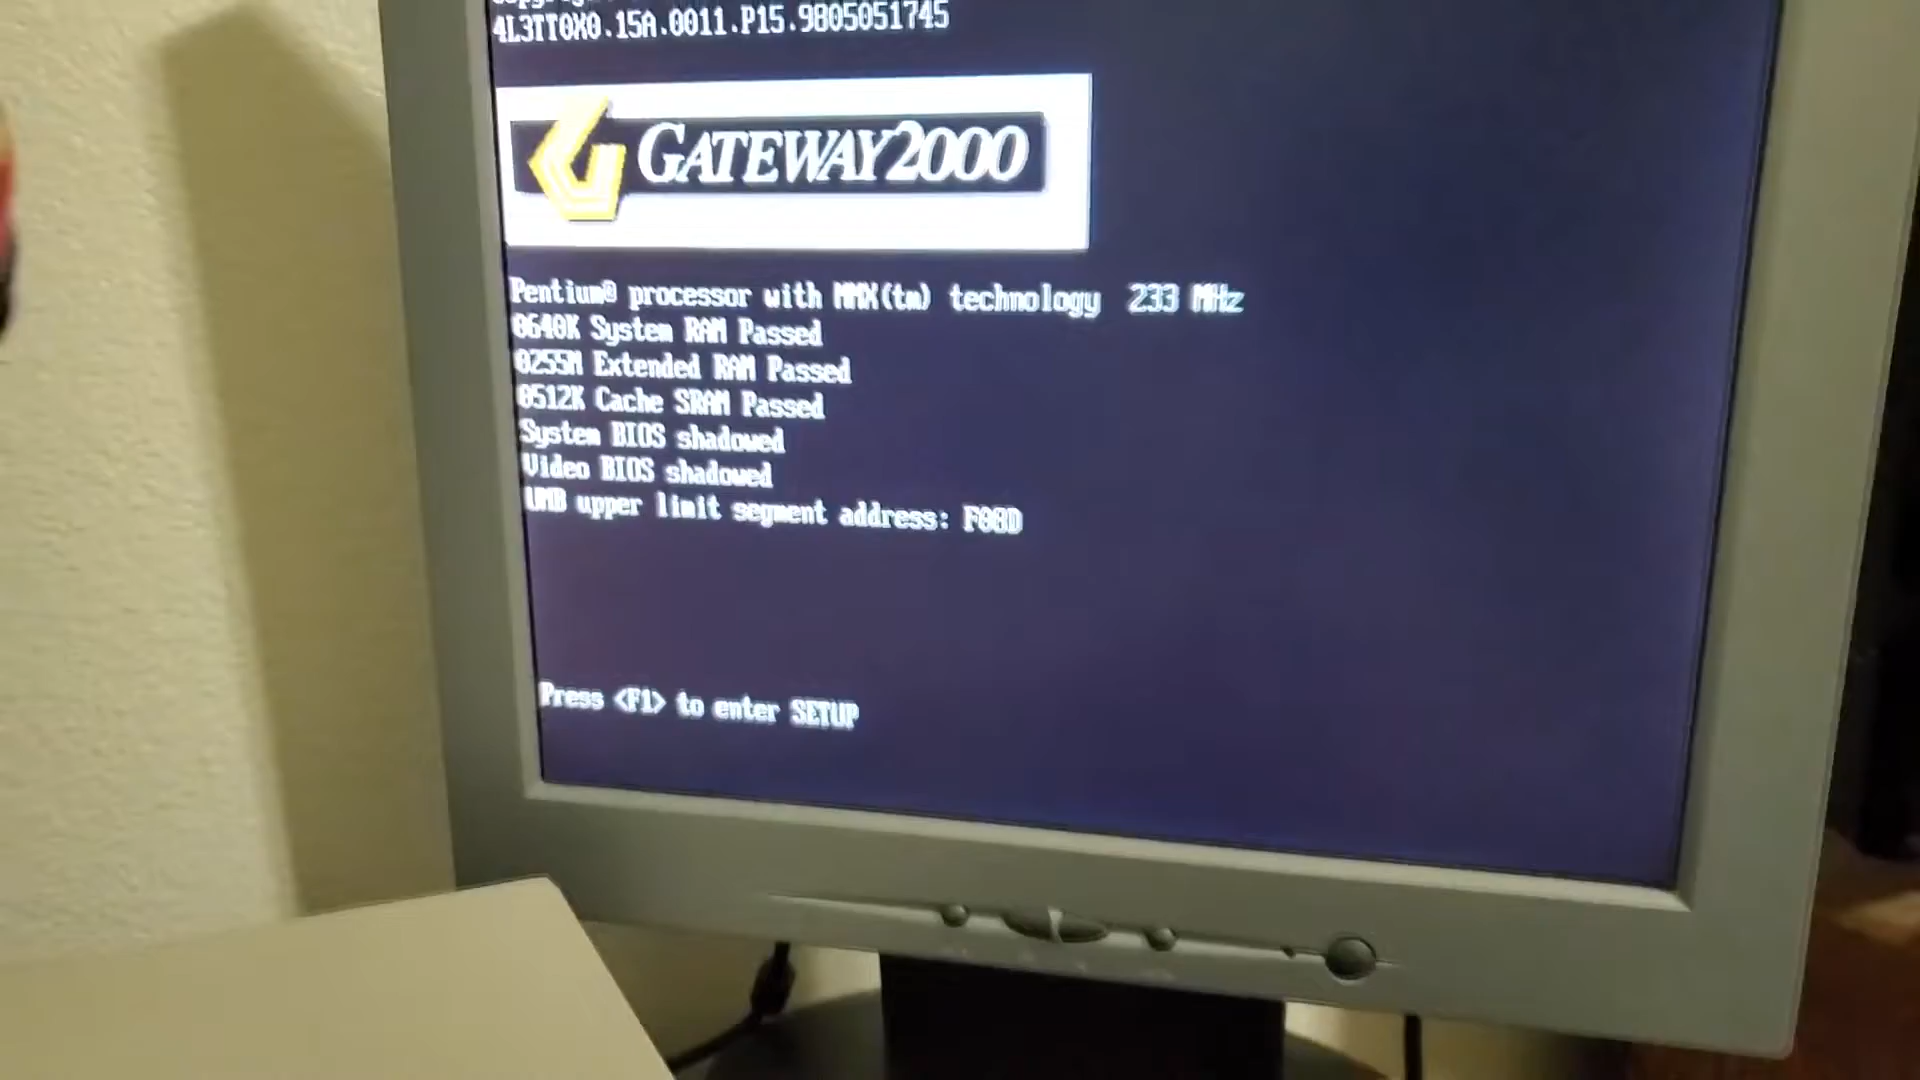 4L3TT0X0.15A.0011.P15.9805051745
GATEWAY2000
Pentium® processor with MMX(tm) technology 233 MHz
0640K System RAM Passed
0255M Extended RAM Passed
0512K Cache SRAM Passed
System BIOS shadowed
Video BIOS shadowed
UMB upper limit segment address: F08D
Press <F1> to enter SETUP